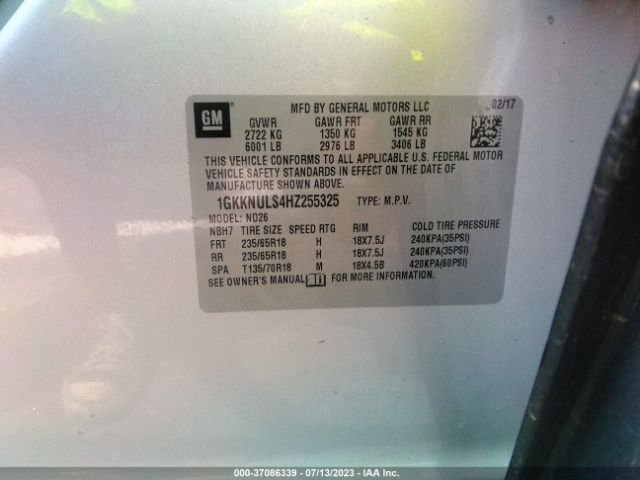 GM
MFD BY GENERAL MOTORS LLC 02/17
GVWR GAWR FRT GAWR RR
2722 KG 1350 KG 1545 KG
6001 LB 2976 LB 3406 LB
THIS VEHICLE CONFORMS TO ALL APPLICABLE U.S. FEDERAL MOTOR
VEHICLE SAFETY STANDARDS IN EFFECT ON THE DATE OF
MANUFACTURE SHOWN ABOVE.
1GKKNULS4HZ255325 TYPE: M.P.V.
MODEL: ND26
NBH7 TIRE SIZE SPEED RTG RIM COLD TIRE PRESSURE
FRT 235/65R18 H 18X7.5J 240KPA(35PSI)
RR 235/65R18 H 18X7.5J 240KPA(35PSI)
SPA T135/70R18 M 18X4.5B 420KPA(60PSI)
SEE OWNER'S MANUAL FOR MORE INFORMATION.
000-37086339 - 07/13/2023 - IAA Inc.